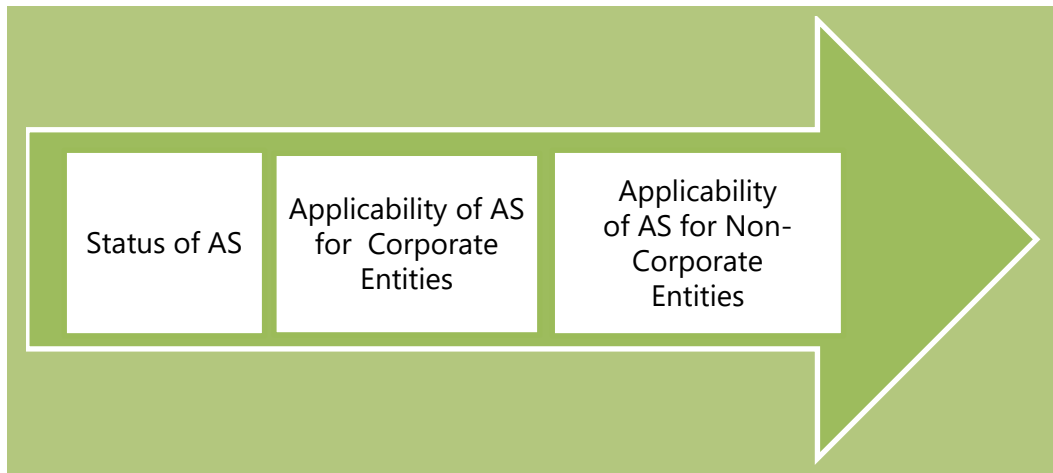 Status of AS
Applicability of AS
for Corporate
Entities
Applicability
of AS for Non-
Corporate
Entities